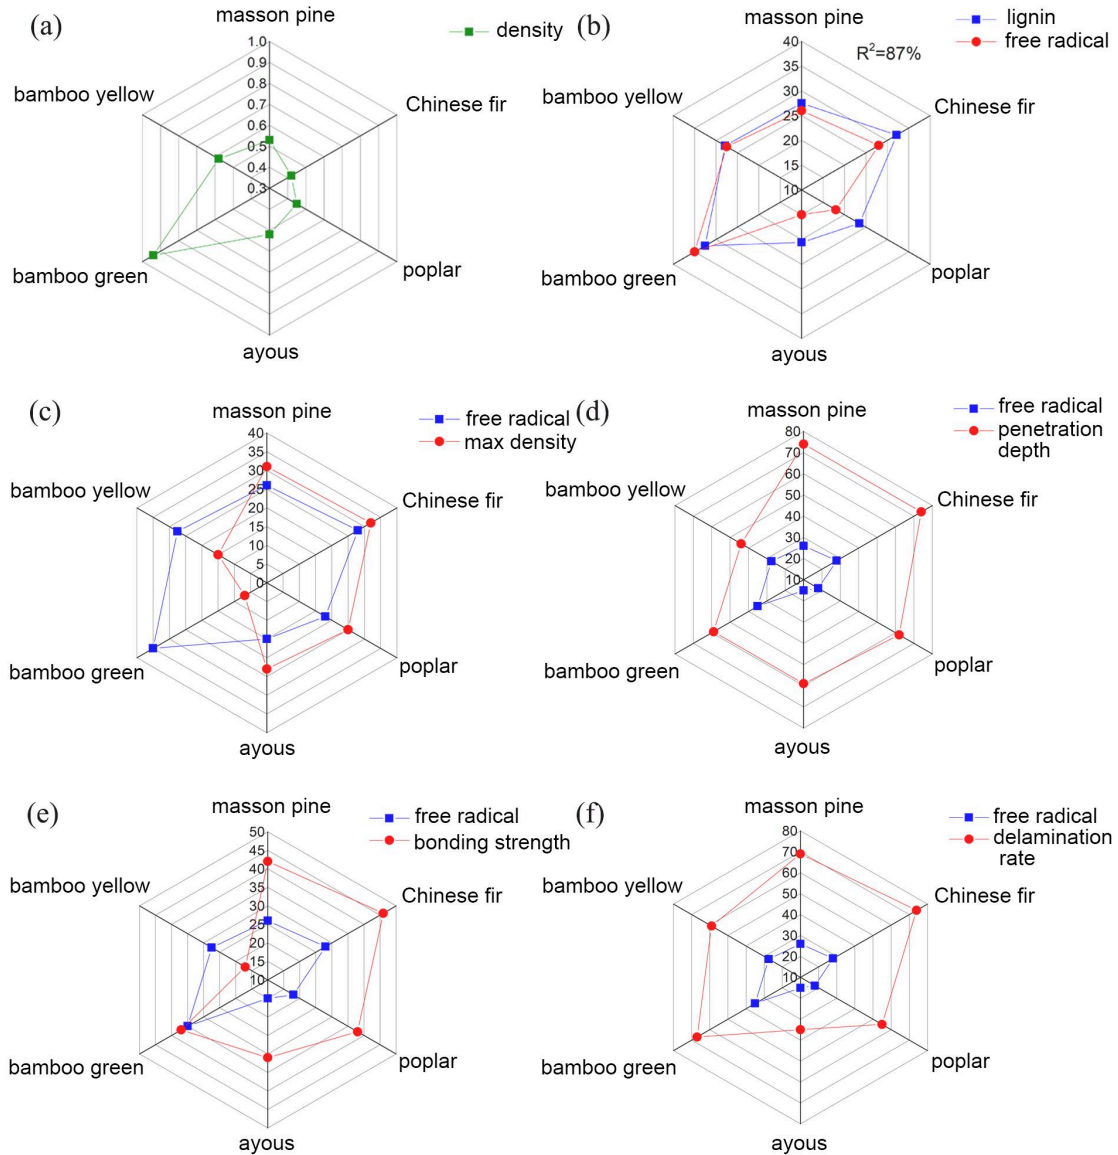 (a)
masson pine
density
1.0
0.9
0.8
0.7
0.6
0.5
0.4
0.3
bamboo yellow
Chinese fir
bamboo green
poplar
ayous
(b)
masson pine
lignin
free radical
R²=87%
40
35
30
25
20
15
10
bamboo yellow
Chinese fir
bamboo green
poplar
ayous
(c)
masson pine
free radical
max density
40
35
30
25
20
15
10
5
0
bamboo yellow
Chinese fir
bamboo green
poplar
ayous
(d)
masson pine
free radical
penetration
depth
80
70
60
50
40
30
20
10
bamboo yellow
Chinese fir
bamboo green
poplar
ayous
(e)
masson pine
free radical
bonding strength
50
45
40
35
30
25
20
15
10
bamboo yellow
Chinese fir
bamboo green
poplar
ayous
(f)
masson pine
free radical
delamination
rate
80
70
60
50
40
30
20
10
bamboo yellow
Chinese fir
bamboo green
poplar
ayous